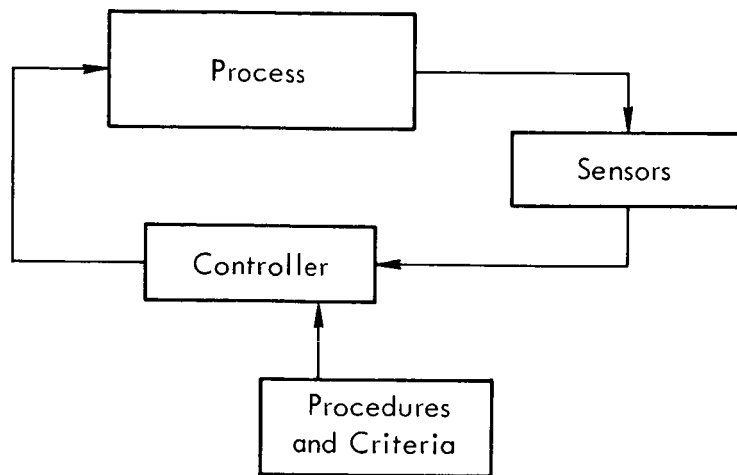 Process
Sensors
Controller
Procedures
and Criteria